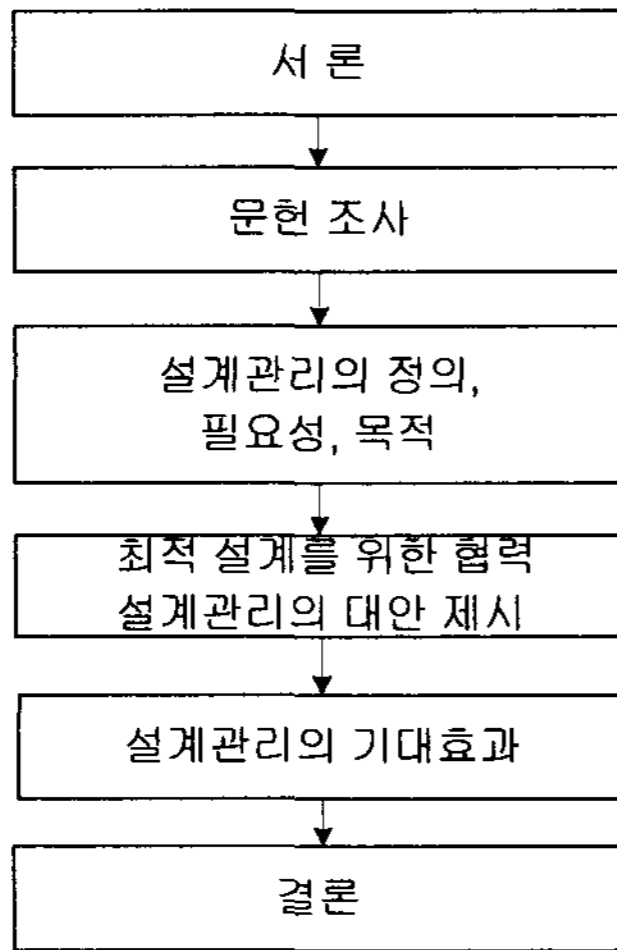 서 론
문헌 조사
설계관리의 정의,
필요성, 목적
최적 설계를 위한 협력
설계관리의 대안 제시
설계관리의 기대효과
결론